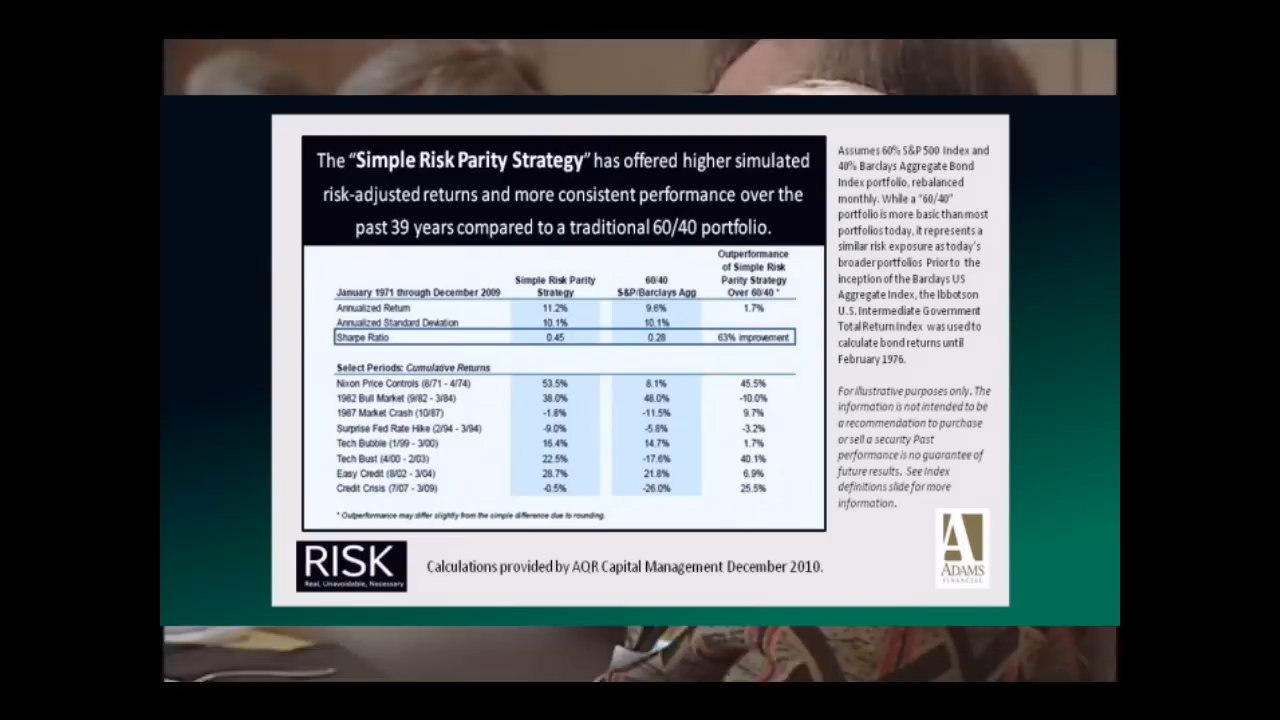 The “Simple Risk Parity Strategy” has offered higher simulated
risk-adjusted returns and more consistent performance over the
past 39 years compared to a traditional 60/40 portfolio.
January 1971 through December 2009 Simple Risk Parity Strategy 60/40 S&P/Barclays Agg Outperformance of Simple Risk Parity Strategy Over 60/40 *
Annualized Return 11.2% 9.6% 1.7%
Annualized Standard Deviation 10.1% 10.1%
Sharpe Ratio 0.45 0.28 63% improvement
Select Periods: Cumulative Returns
Nixon Price Controls (8/71 - 4/74) 53.5% 8.1% 45.5%
1982 Bull Market (9/82 - 3/84) 38.0% 48.0% -10.0%
1987 Market Crash (10/87) -1.8% -11.5% 9.7%
Surprise Fed Rate Hike (2/94 - 3/94) -9.0% -5.8% -3.2%
Tech Bubble (1/99 - 3/00) 16.4% 14.7% 1.7%
Tech Bust (4/00 - 2/03) 22.5% -17.6% 40.1%
Easy Credit (8/02 - 3/04) 28.7% 21.8% 6.9%
Credit Crisis (7/07 - 3/09) -0.5% -26.0% 25.5%
* Outperformance may differ slightly from the simple difference due to rounding.
Assumes 60% S&P 500 Index and
40% Barclays Aggregate Bond
Index portfolio, rebalanced
monthly. While a “60/40”
portfolio is more basic than most
portfolios today, it represents a
similar risk exposure as today’s
broader portfolios Prior to the
inception of the Barclays US
Aggregate Index, the Ibbotson
U.S. Intermediate Government
Total Return Index was used to
calculate bond returns until
February 1976.
For illustrative purposes only. The
information is not intended to be
a recommendation to purchase
or sell a security Past
performance is no guarantee of
future results. See Index
definitions slide for more
information.
RISK
Real, Unavoidable, Necessary
Calculations provided by AQR Capital Management December 2010.
A
ADAMS
FINANCIAL